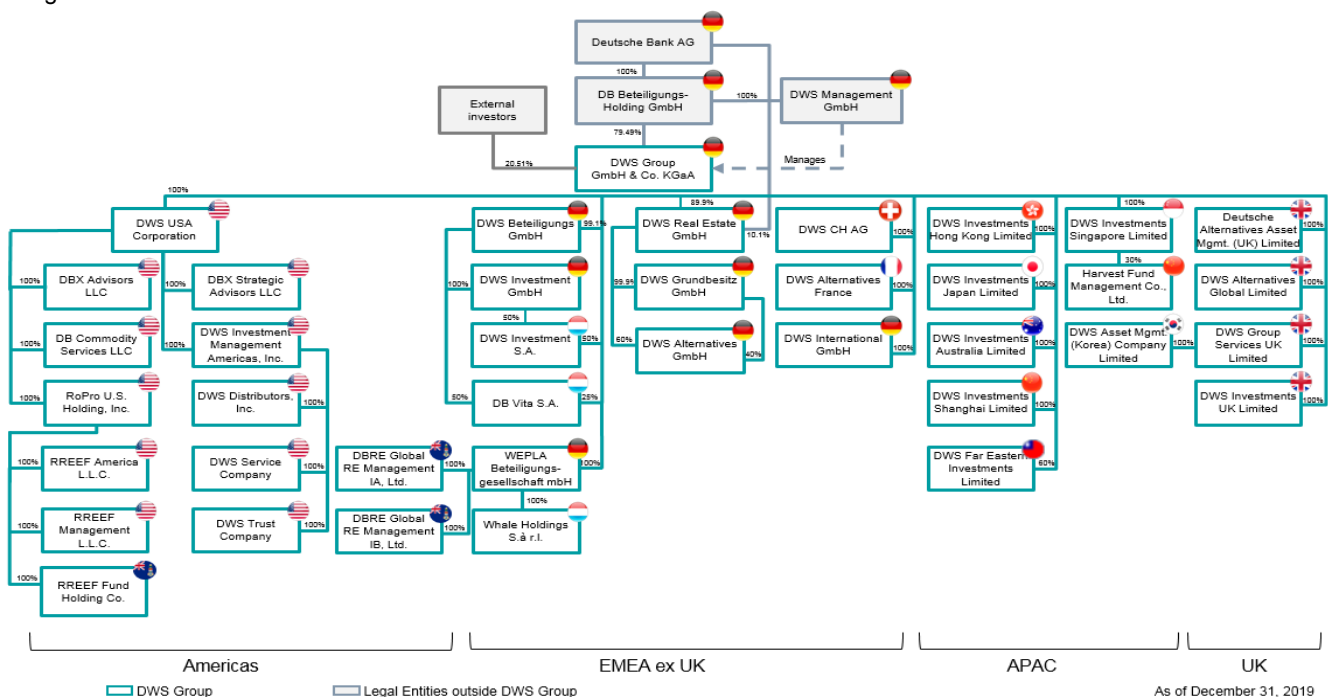 Deutsche Bank AG
100%
DB Beteiligungs-
Holding GmbH
100%
DWS Management
GmbH
External
investors
79.49%
20.51%
DWS Group
GmbH & Co. KGaA
Manages
100%
DWS USA
Corporation
100%
DBX Advisors
LLC
100%
DBX Strategic
Advisors LLC
100%
DB Commodity
Services LLC
100%
DWS Investment
Management
Americas, Inc.
100%
RoPro U.S.
Holding, Inc.
DWS Distributors,
Inc.
100%
100%
RREEF America
L.L.C.
DWS Service
Company
100%
100%
RREEF
Management
L.L.C.
DWS Trust
Company
100%
100%
RREEF Fund
Holding Co.
DBRE Global
RE Management
IA, Ltd.
100%
DBRE Global
RE Management
IB, Ltd.
100%
DWS Beteiligungs
GmbH
99.1%
100%
DWS Investment
GmbH
50%
DWS Investment
S.A.
50%
50%
DB Vita S.A.
25%
WEPLA
Beteiligungs-
gesellschaft mbH
100%
100%
Whale Holdings
S.à r.l.
89.9%
DWS Real Estate
GmbH
10.1%
99.9%
DWS Grundbesitz
GmbH
60%
DWS Alternatives
GmbH
40%
DWS CH AG
100%
DWS Alternatives
France
100%
DWS International
GmbH
100%
DWS Investments
Hong Kong Limited
100%
DWS Investments
Japan Limited
100%
DWS Investments
Australia Limited
100%
DWS Investments
Shanghai Limited
100%
DWS Far Eastern
Investments
Limited
60%
100%
DWS Investments
Singapore Limited
30%
Harvest Fund
Management Co.,
Ltd.
DWS Asset Mgmt.
(Korea) Company
Limited
100%
Deutsche
Alternatives Asset
Mgmt. (UK) Limited
100%
DWS Alternatives
Global Limited
100%
DWS Group
Services UK
Limited
100%
DWS Investments
UK Limited
100%
Americas
EMEA ex UK
APAC
UK
DWS Group
Legal Entities outside DWS Group
As of December 31, 2019